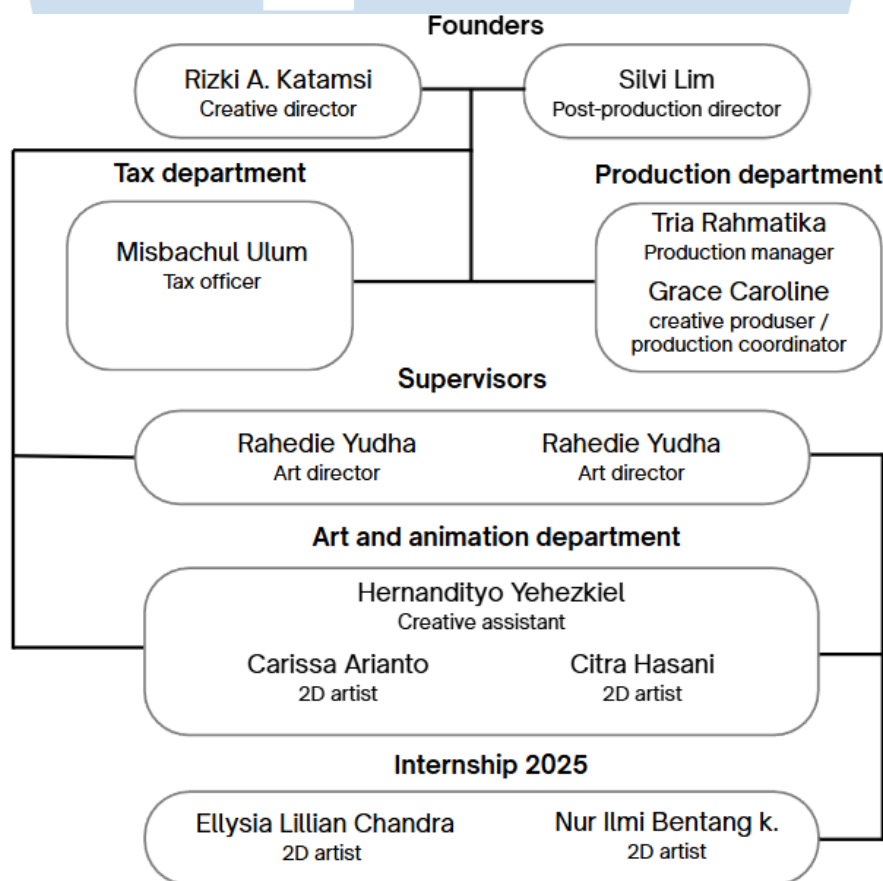 Founders
Rizki A. Katamsi
Creative director
Silvi Lim
Post-production director
Tax department
Misbachul Ulum
Tax officer
Production department
Tria Rahmatika
Production manager
Grace Caroline
creative produser /
production coordinator
Supervisors
Rahedie Yudha
Art director
Rahedie Yudha
Art director
Art and animation department
Hernandityo Yehezkiel
Creative assistant
Carissa Arianto
2D artist
Citra Hasani
2D artist
Internship 2025
Ellysia Lillian Chandra
2D artist
Nur Ilmi Bentang k.
2D artist